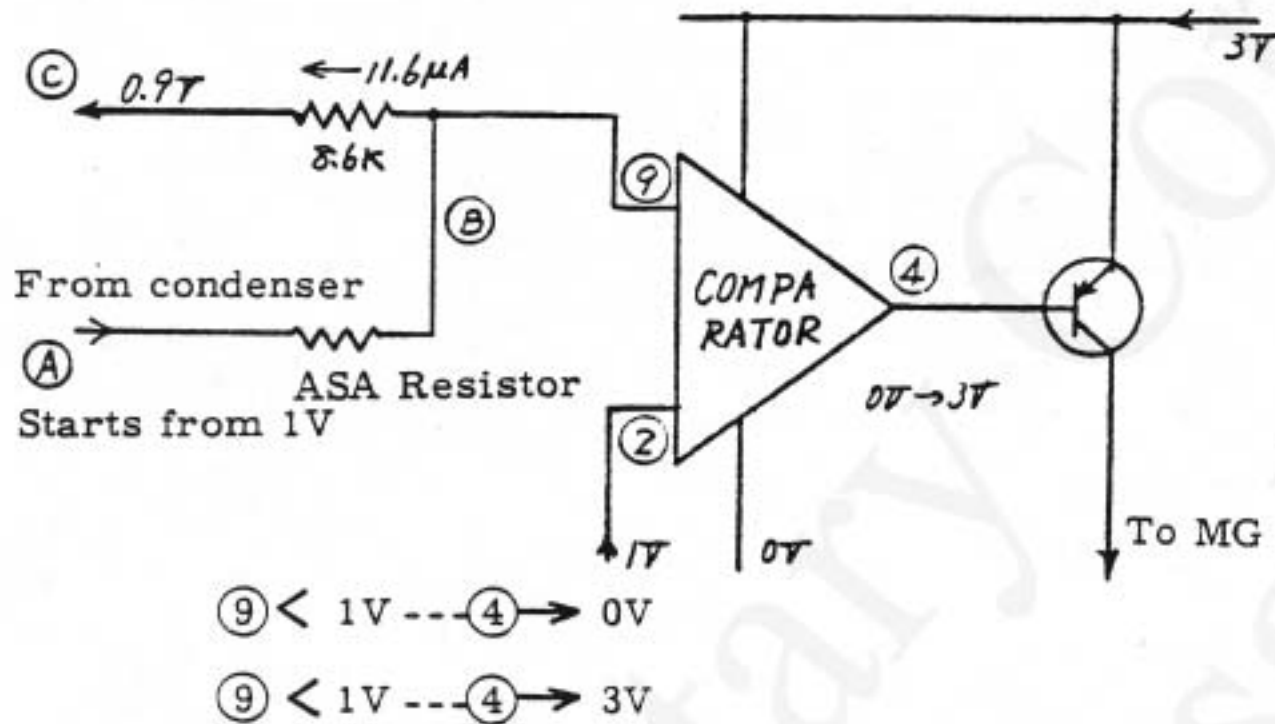 3V
Ⓒ 0.9V ←11.6μA
8.6K
⑨
Ⓑ
From condenser
COMPA
RATOR
④
Ⓐ
ASA Resistor
Starts from 1V
0V→3V
②
1V
0V
To MG
⑨ < 1V ---④→ 0V
⑨ < 1V ---④→ 3V